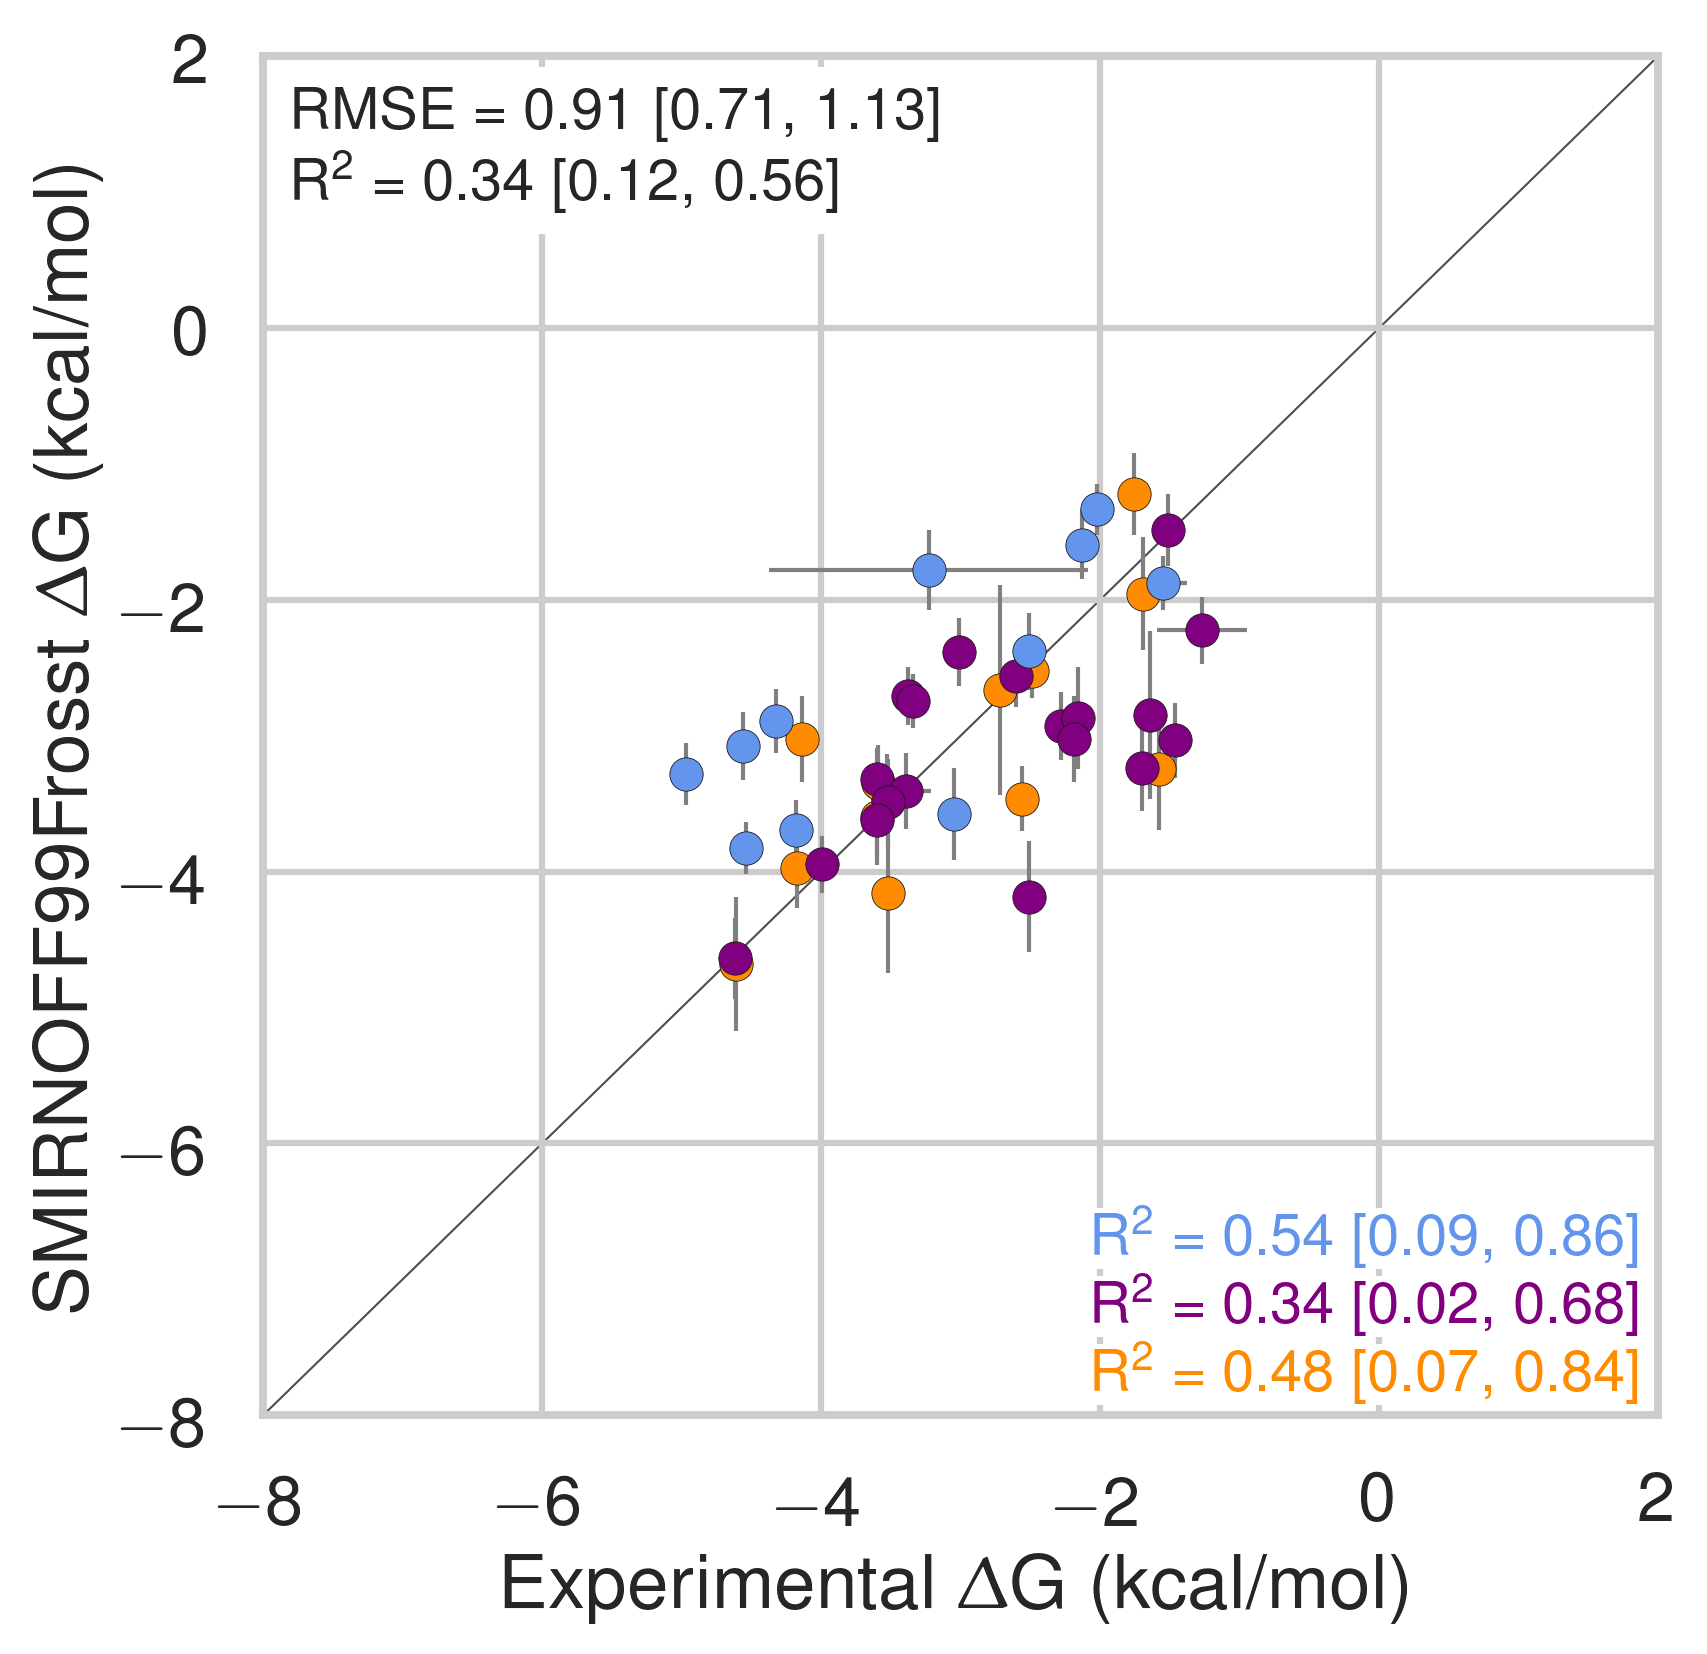 RMSE = 0.91 [0.71, 1.13]
R² = 0.34 [0.12, 0.56]
2
0
−2
−4
−6
−8
SMIRNOFF99Frosst ΔG (kcal/mol)
R² = 0.54 [0.09, 0.86]
R² = 0.34 [0.02, 0.68]
R² = 0.48 [0.07, 0.84]
−8 −6 −4 −2 0 2
Experimental ΔG (kcal/mol)